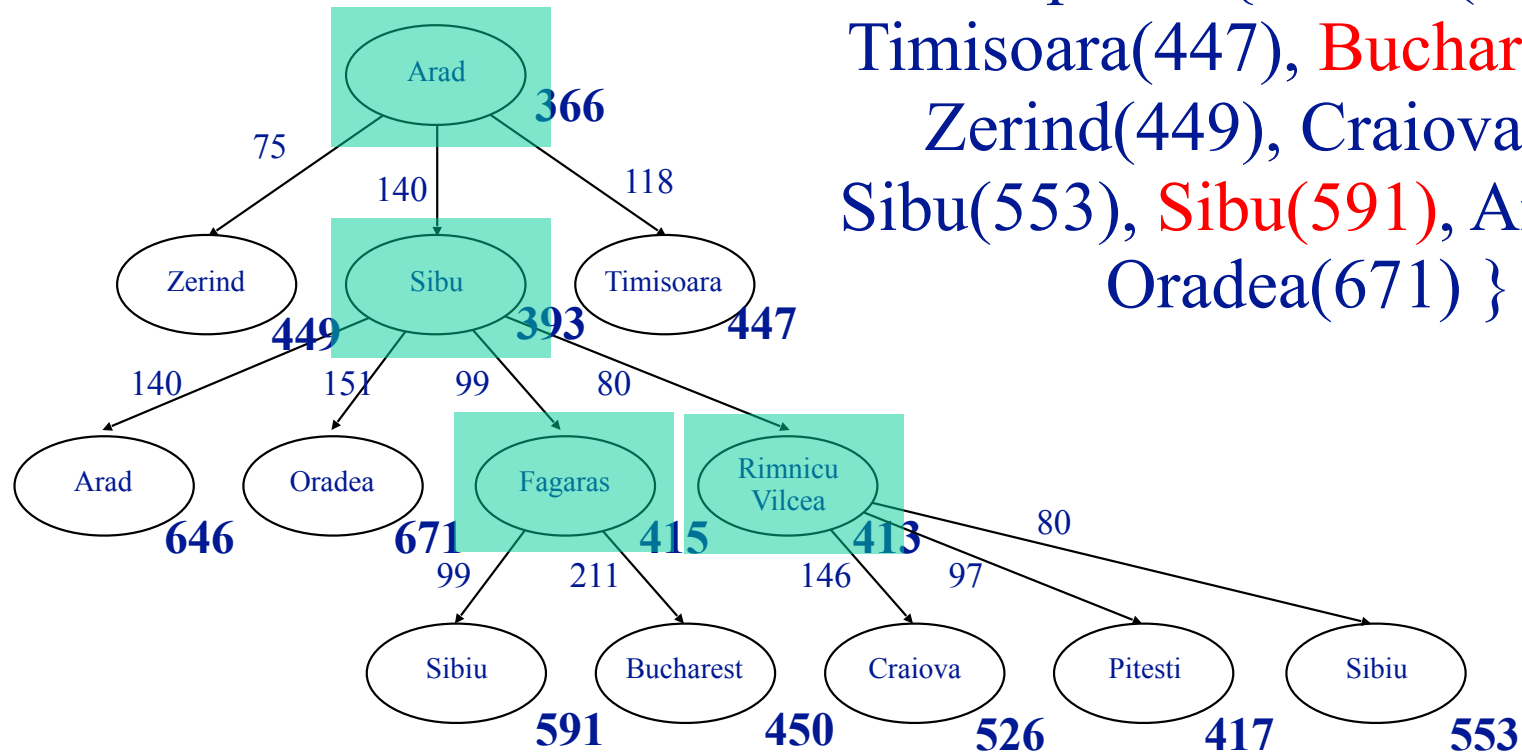 Timisoara(447), Buchar
Zerind(449), Craiova
Sibu(553), Sibu(591), A
Oradea(671) }
Arad
366
75
140
118
Zerind
449
Sibu
393
Timisoara
447
140
151
99
80
Arad
646
Oradea
671
Fagaras
415
Rimnicu
Vilcea
413
99
211
146
97
80
Sibiu
591
Bucharest
450
Craiova
526
Pitesti
417
Sibiu
553